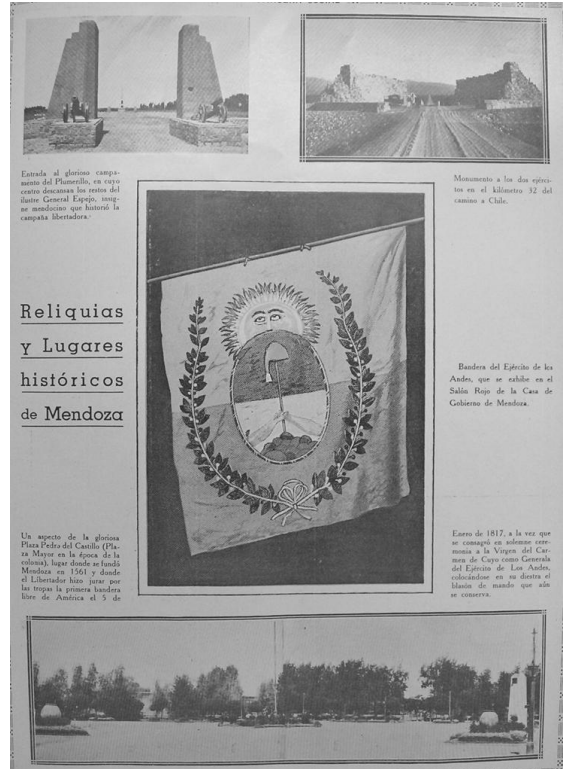 Entrada al glorioso campa-
mento del Plumerillo, en cuyo
centro descansan los restos del
ilustre General Espejo, insig-
ne mendocino que historió la
campaña libertadora.
Monumento a los dos ejérci-
tos en el kilómetro 32 del
camino a Chile.
Reliquias
y Lugares
históricos
de Mendoza
Bandera del Ejército de los
Andes, que se exhibe en el
Salón Rojo de la Casa de
Gobierno de Mendoza.
Un aspecto de la gloriosa
Plaza Pedro del Castillo (Pla-
za Mayor en la época de la
colonia), lugar donde se fundó
Mendoza en 1561 y donde
el Libertador hizo jurar por
las tropas la primera bandera
libre de América el 5 de
Enero de 1817, a la vez que
se consagró en solemne cere-
monia a la Virgen del Car-
men de Cuyo como Generala
del Ejército de Los Andes,
colocándose en su diestra el
blasón de mando que aún
se conserva.